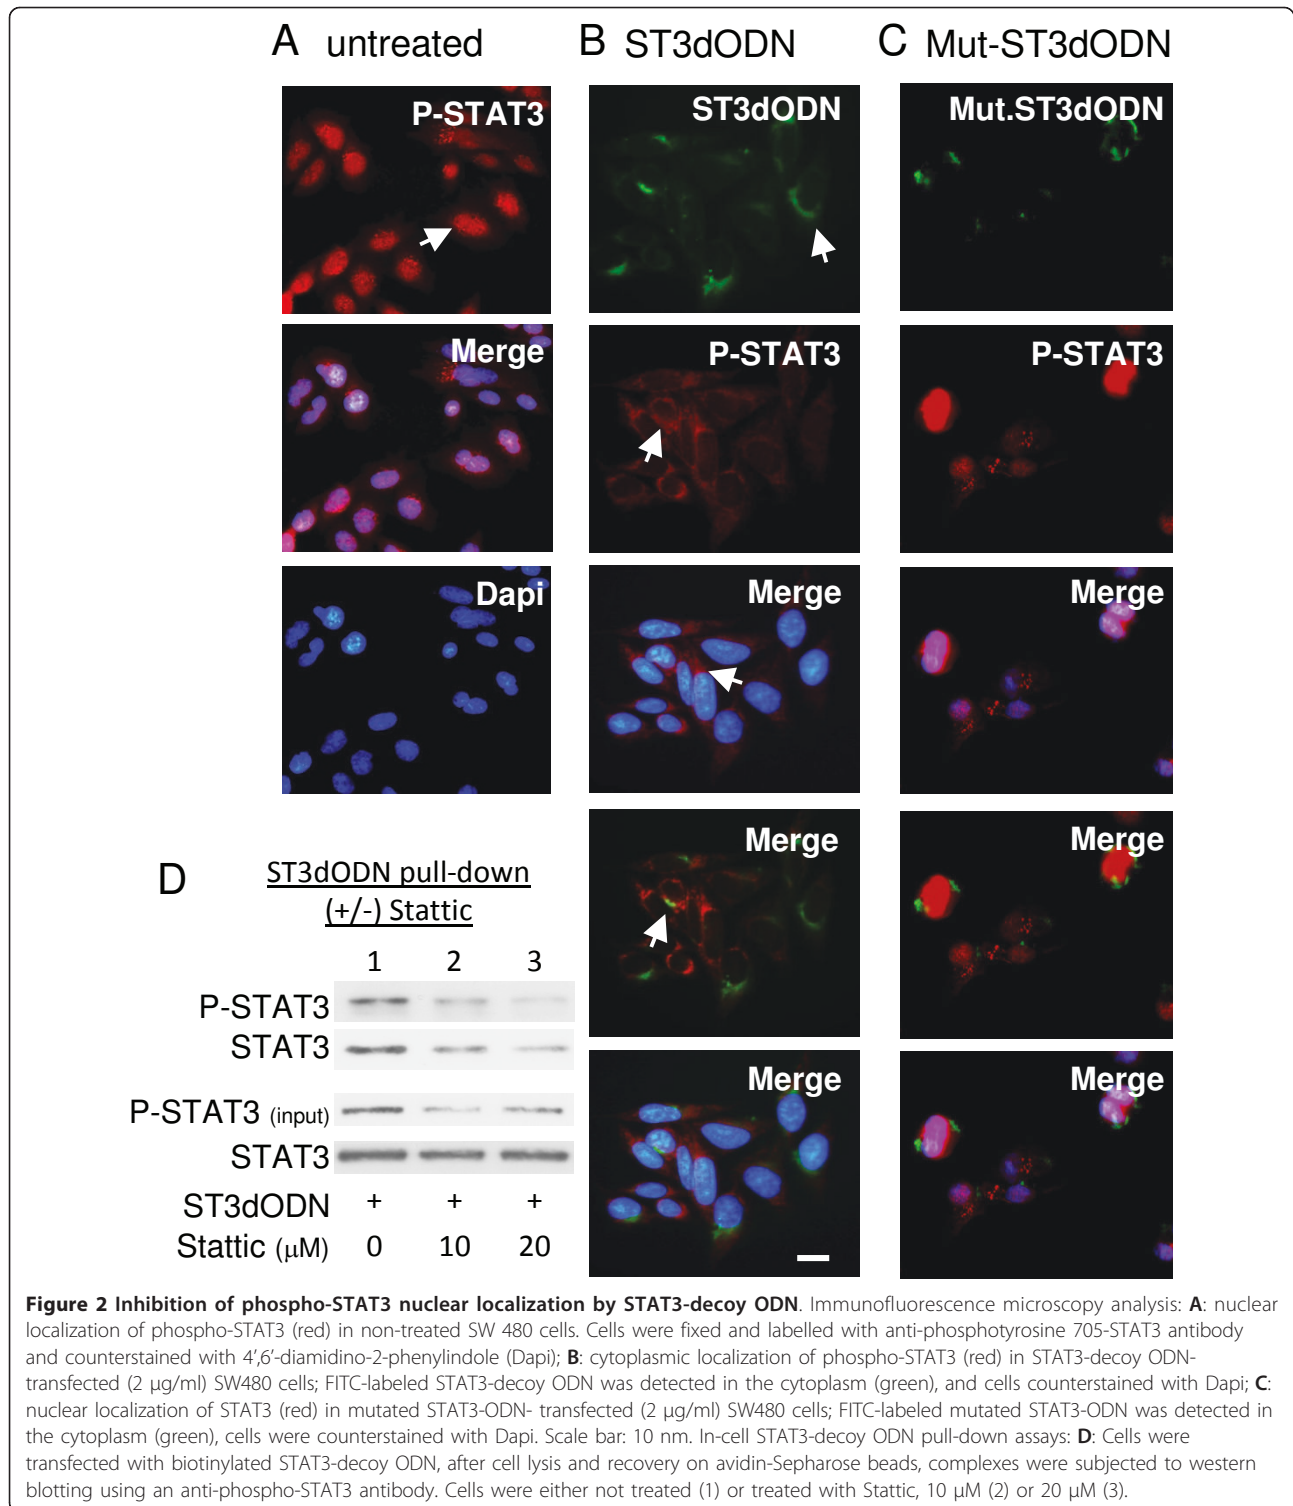 A untreated
B ST3dODN
C Mut-ST3dODN
P-STAT3
Merge
Dapi
ST3dODN
P-STAT3
Merge
Merge
Merge
Mut.ST3dODN
P-STAT3
Merge
Merge
Merge
D ST3dODN pull-down
(+/-) Stattic
1 2 3
P-STAT3
STAT3
P-STAT3 (input)
STAT3
ST3dODN + + +
Stattic (μM) 0 10 20
Figure 2 Inhibition of phospho-STAT3 nuclear localization by STAT3-decoy ODN. Immunofluorescence microscopy analysis: A: nuclear
localization of phospho-STAT3 (red) in non-treated SW 480 cells. Cells were fixed and labelled with anti-phosphotyrosine 705-STAT3 antibody
and counterstained with 4′,6′-diamidino-2-phenylindole (Dapi); B: cytoplasmic localization of phospho-STAT3 (red) in STAT3-decoy ODN-
transfected (2 μg/ml) SW480 cells; FITC-labeled STAT3-decoy ODN was detected in the cytoplasm (green), and cells counterstained with Dapi; C:
nuclear localization of STAT3 (red) in mutated STAT3-ODN- transfected (2 μg/ml) SW480 cells; FITC-labeled mutated STAT3-ODN was detected in
the cytoplasm (green), cells were counterstained with Dapi. Scale bar: 10 nm. In-cell STAT3-decoy ODN pull-down assays: D: Cells were
transfected with biotinylated STAT3-decoy ODN, after cell lysis and recovery on avidin-Sepharose beads, complexes were subjected to western
blotting using an anti-phospho-STAT3 antibody. Cells were either not treated (1) or treated with Stattic, 10 μM (2) or 20 μM (3).